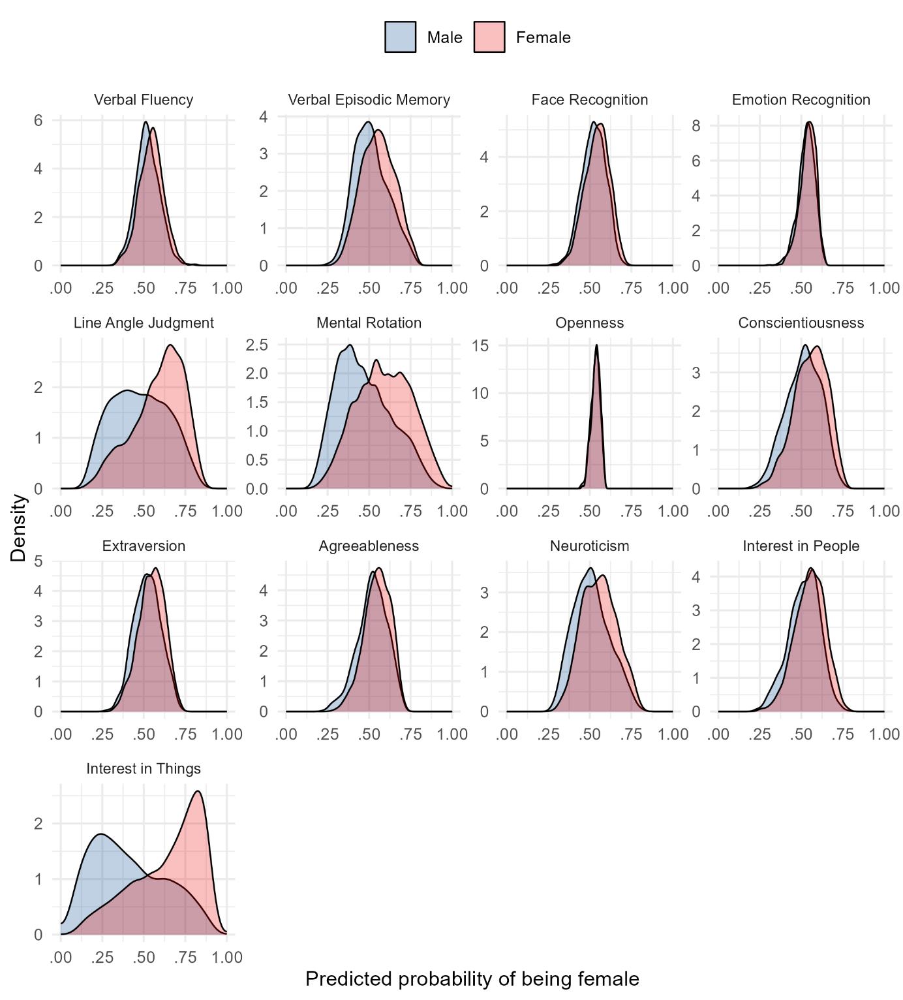 Male Female
Verbal Fluency Verbal Episodic Memory Face Recognition Emotion Recognition
6 4 2 0
4 3 2 1 0
4 2 0
8 6 4 2 0
.00 .25 .50 .75 1.00 .00 .25 .50 .75 1.00 .00 .25 .50 .75 1.00 .00 .25 .50 .75 1.00
Line Angle Judgment Mental Rotation Openness Conscientiousness
2 1 0
2.5 2.0 1.5 1.0 0.5 0.0
15 10 5 0
3 2 1 0
.00 .25 .50 .75 1.00 .00 .25 .50 .75 1.00 .00 .25 .50 .75 1.00 .00 .25 .50 .75 1.00
Density
Extraversion Agreeableness Neuroticism Interest in People
5 4 3 2 1 0
4 3 2 1 0
3 2 1 0
4 3 2 1 0
.00 .25 .50 .75 1.00 .00 .25 .50 .75 1.00 .00 .25 .50 .75 1.00 .00 .25 .50 .75 1.00
Interest in Things
2 1 0
.00 .25 .50 .75 1.00
Predicted probability of being female